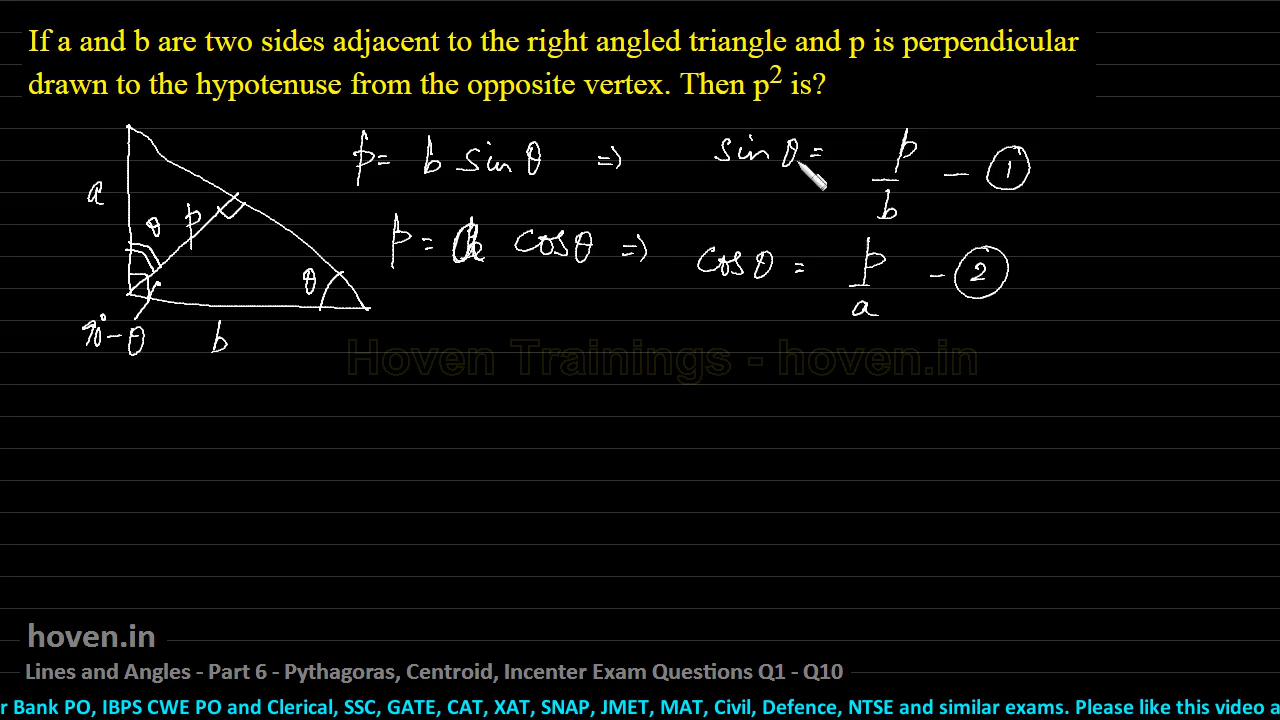 If a and b are two sides adjacent to the right angled triangle and p is perpendicular
drawn to the hypotenuse from the opposite vertex. Then p² is?
p = b sin θ ⇒ sin θ = p/b - ①
a
θ p
p = a cos θ ⇒ cos θ = p/a - ②
θ
90° - θ b
Hoven Trainings - hoven.in
hoven.in
Lines and Angles - Part 6 - Pythagoras, Centroid, Incenter Exam Questions Q1 - Q10
r Bank PO, IBPS CWE PO and Clerical, SSC, GATE, CAT, XAT, SNAP, JMET, MAT, Civil, Defence, NTSE and similar exams. Please like this video a